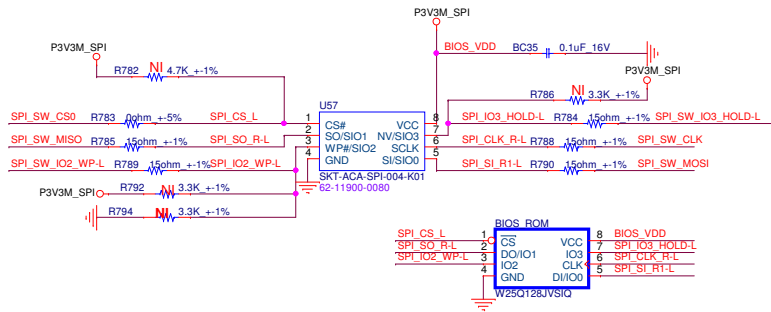 P3V3M_SPI
P3V3M_SPI
BIOS_VDD
BC35
0.1uF_16V
R782
NI
4.7K_+-1%
P3V3M_SPI
R786
NI
3.3K_+-1%
U57
SPI_SW_CS0
R783
0ohm_+-5%
SPI_CS_L
1
CS#
VCC
8
SPI_IO3_HOLD-L
R784
15ohm_+-1%
SPI_SW_IO3_HOLD-L
SPI_SW_MISO
R785
15ohm_+-1%
SPI_SO_R-L
2
SO/SIO1
NV/SIO3
7
3
WP#/SIO2
SCLK
6
SPI_CLK_R-L
R788
15ohm_+-1%
SPI_SW_CLK
SPI_SW_IO2_WP-L
R789
15ohm_+-1%
SPI_IO2_WP-L
4
GND
SI/SIO0
5
SPI_SI_R1-L
R790
15ohm_+-1%
SPI_SW_MOSI
SKT-ACA-SPI-004-K01
62-11900-0080
P3V3M_SPI
R792
NI
3.3K_+-1%
R794
NI
3.3K_+-1%
BIOS_ROM
SPI_CS_L
1
CS
VCC
8
BIOS_VDD
SPI_SO_R-L
2
DO/IO1
IO3
7
SPI_IO3_HOLD-L
SPI_IO2_WP-L
3
IO2
CLK
6
SPI_CLK_R-L
4
GND
DI/IO0
5
SPI_SI_R1-L
W25Q128JVSIQ